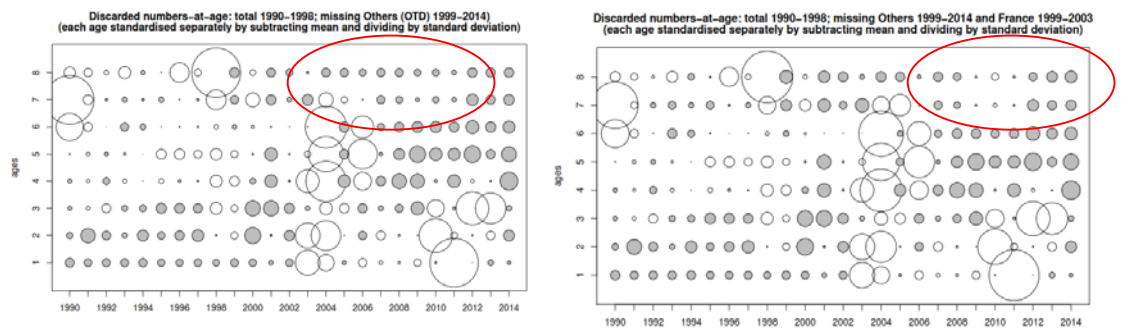 Discarded numbers−at−age: total 1990−1998; missing Others (OTD) 1999−2014)
(each age standardised separately by subtracting mean and dividing by standard deviation)
8
7
6
5
4
3
2
1
ages
1990 1992 1994 1996 1998 2000 2002 2004 2006 2008 2010 2012 2014
Discarded numbers−at−age: total 1990−1998; missing Others 1999−2014 and France 1999−2003
(each age standardised separately by subtracting mean and dividing by standard deviation)
8
7
6
5
4
3
2
1
ages
1990 1992 1994 1996 1998 2000 2002 2004 2006 2008 2010 2012 2014